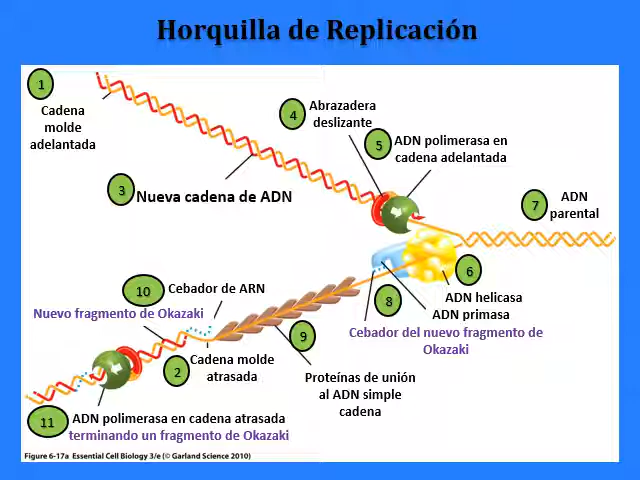 Horquilla de Replicación
1
Cadena
molde
adelantada
4
Abrazadera
deslizante
5
ADN polimerasa en
cadena adelantada
3
Nueva cadena de ADN
7
ADN
parental
6
ADN helicasa
ADN primasa
8
Cebador del nuevo fragmento de
Okazaki
10
Cebador de ARN
Nuevo fragmento de Okazaki
9
2
Cadena molde
atrasada
Proteínas de unión
al ADN simple
cadena
11
ADN polimerasa en cadena atrasada
terminando un fragmento de Okazaki
Figure 6-17a Essential Cell Biology 3/e (© Garland Science 2010)